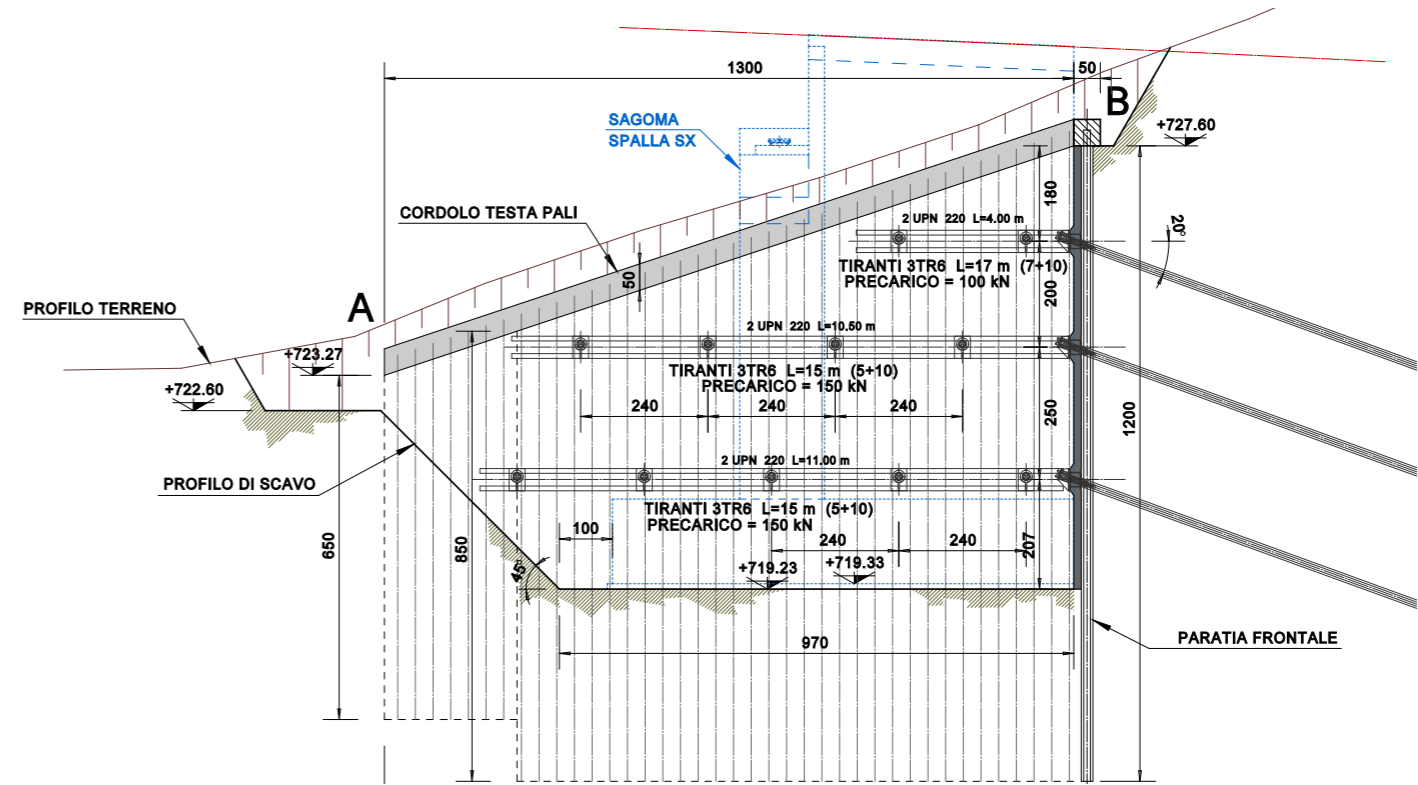 1300
50
B
+727.60
SAGOMA
SPALLA SX
CORDOLO TESTA PALI
180
20°
2 UPN 220 L=4.00 m
TIRANTI 3TR6 L=17 m (7+10)
PRECARICO = 100 kN
200
50
A
PROFILO TERRENO
+723.27
+722.60
2 UPN 220 L=10.50 m
TIRANTI 3TR6 L=15 m (5+10)
PRECARICO = 150 kN
240
240
240
250
1200
2 UPN 220 L=11.00 m
PROFILO DI SCAVO
TIRANTI 3TR6 L=15 m (5+10)
PRECARICO = 150 kN
100
240
240
207
650
850
45°
+719.23
+719.33
970
PARATIA FRONTALE